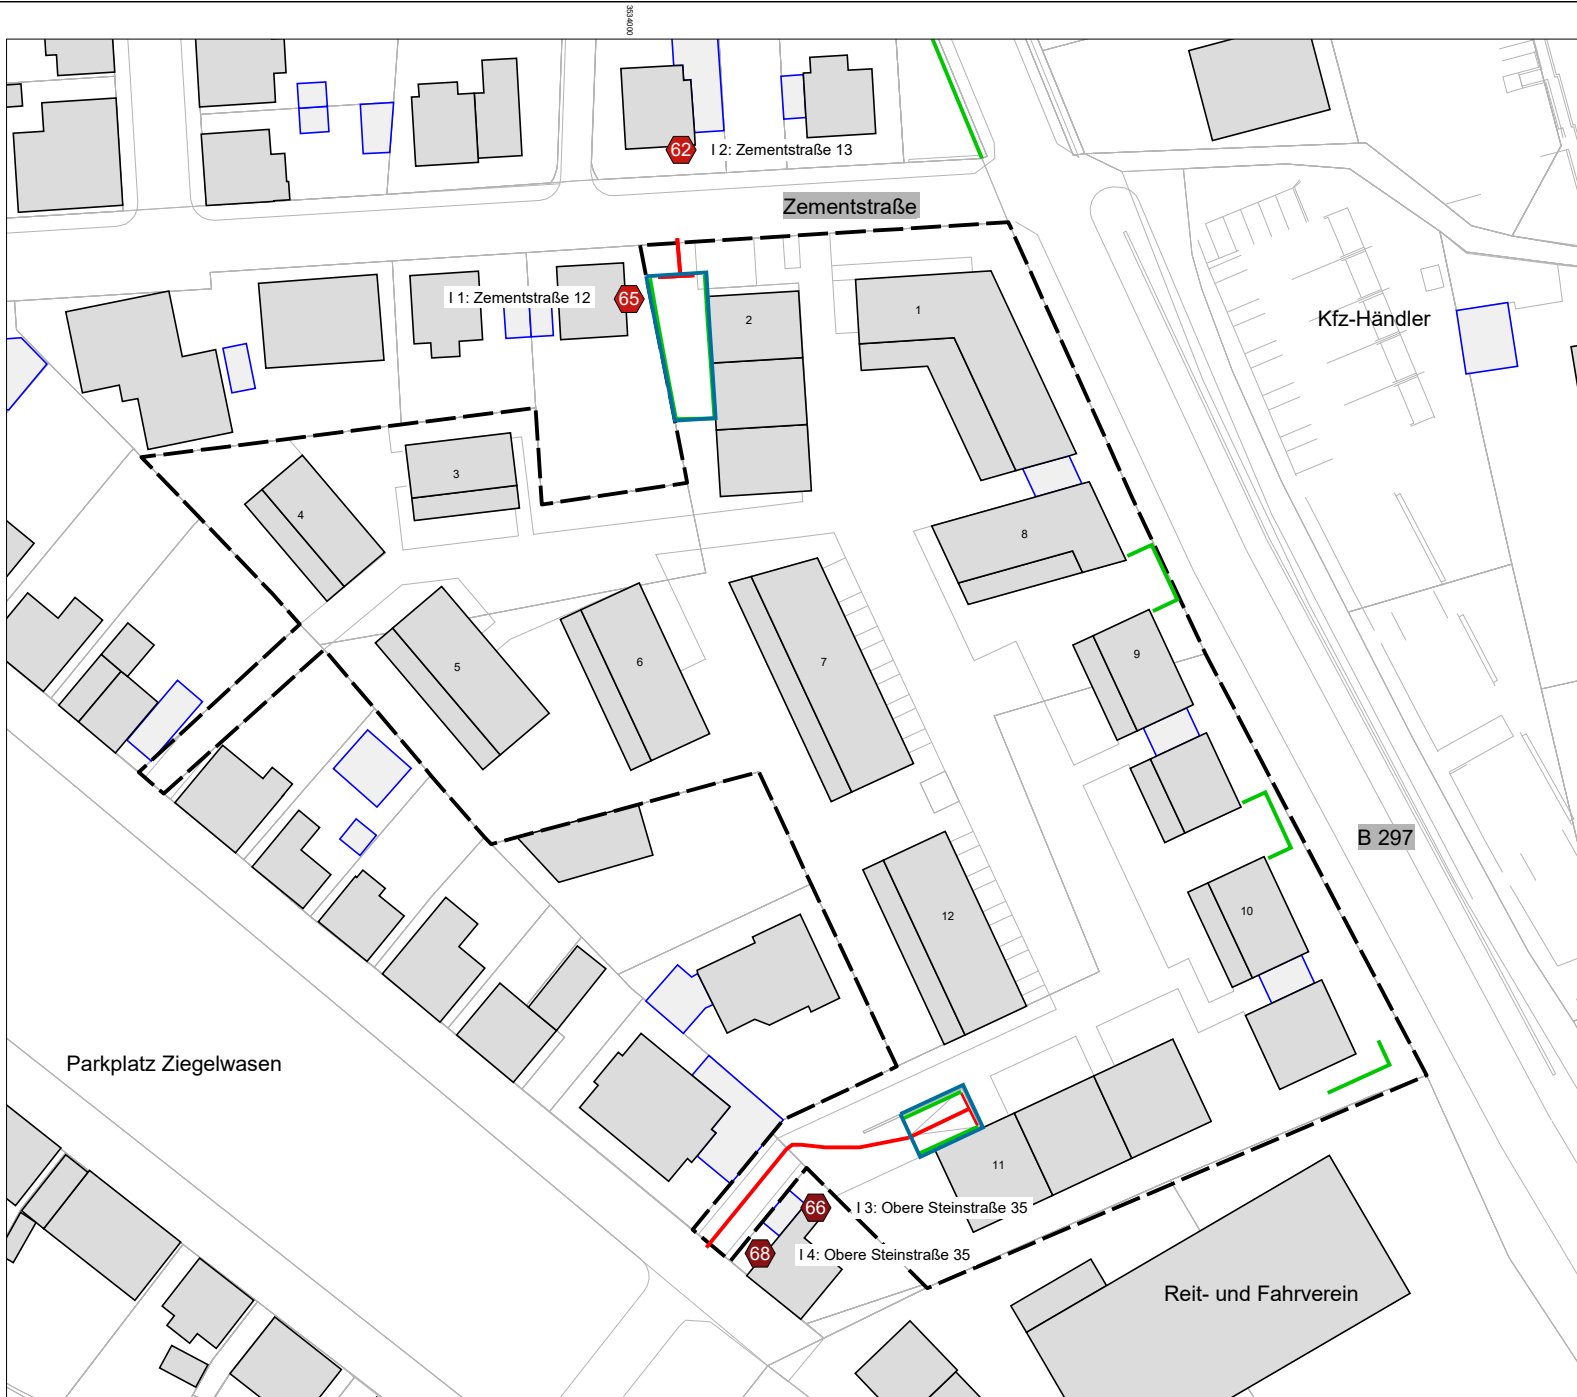 3534000
62 I 2: Zementstraße 13
Zementstraße
I 1: Zementstraße 12 65
2
1
Kfz-Händler
3
4
8
5
6
7
9
B 297
12
10
Parkplatz Ziegelwasen
11
66 I 3: Obere Steinstraße 35
68 I 4: Obere Steinstraße 35
Reit- und Fahrverein